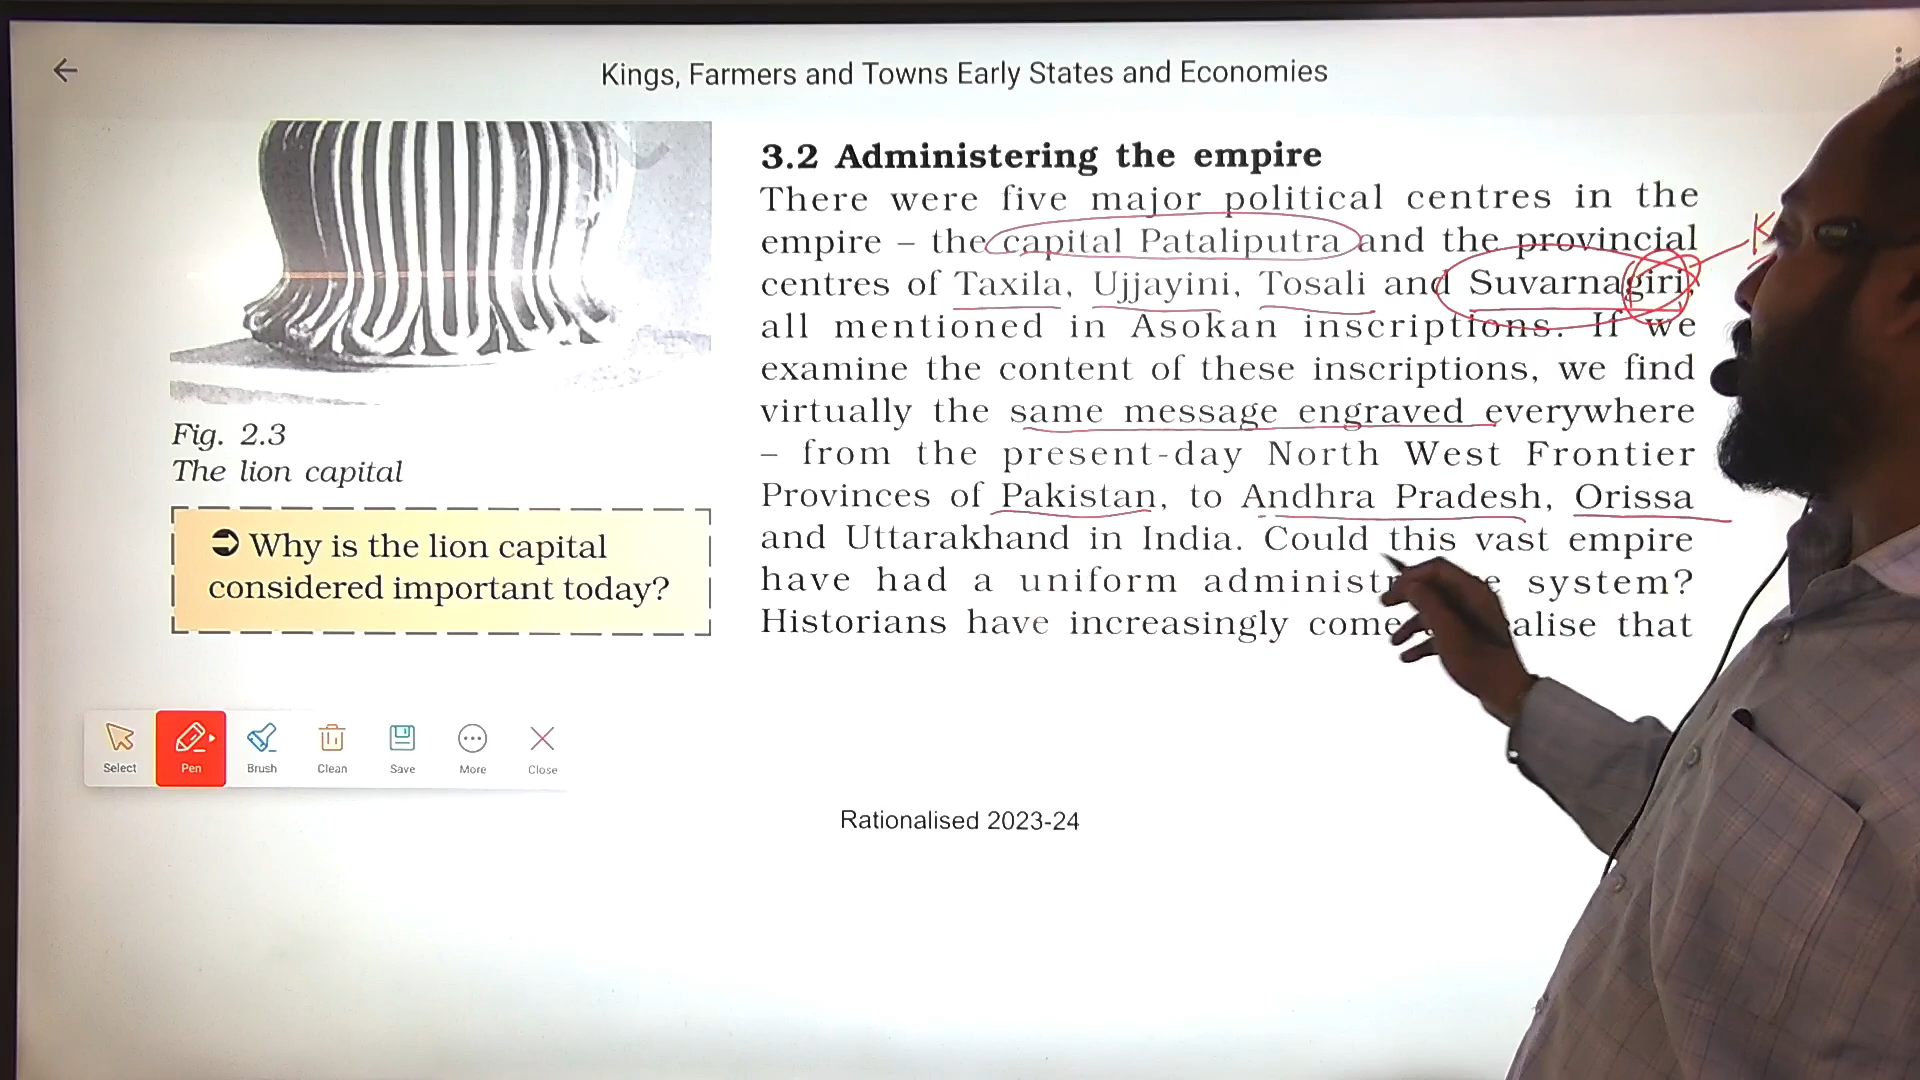 Kings, Farmers and Towns Early States and Economies
3.2 Administering the empire
There were five major political centres in the
empire – the capital Pataliputra and the provincial
centres of Taxila, Ujjayini, Tosali and Suvarnagiri,
all mentioned in Asokan inscriptions. If we
examine the content of these inscriptions, we find
virtually the same message engraved everywhere
– from the present-day North West Frontier
Provinces of Pakistan, to Andhra Pradesh, Orissa
and Uttarakhand in India. Could this vast empire
have had a uniform system?
Historians have increasingly come that
K
Fig. 2.3
The lion capital
➲ Why is the lion capital
considered important today?
Select Pen Brush Clean Save More Close
Rationalised 2023-24